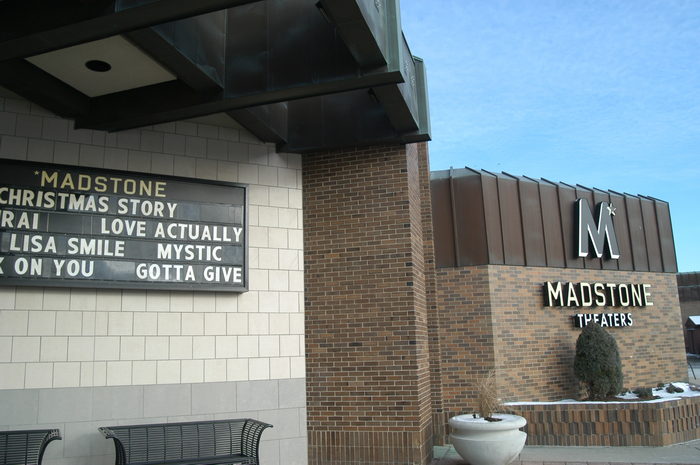 *MADSTONE
CHRISTMAS STORY
RAI LOVE ACTUALLY
LISA SMILE MYSTIC
ON YOU GOTTA GIVE
M*
MADSTONE
THEATERS